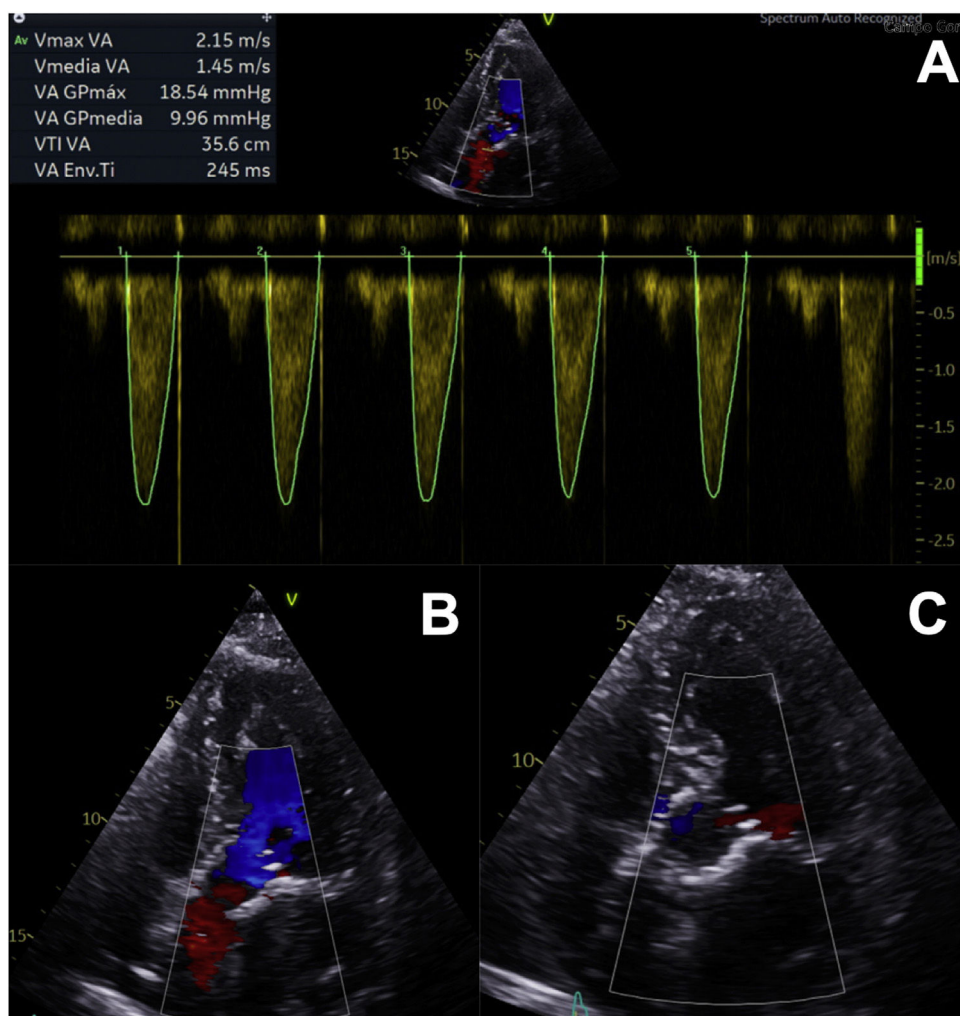 Spectrum Auto Recognized
Campo Gor
A
Av Vmax VA 2.15 m/s
Vmedia VA 1.45 m/s
VA GPmáx 18.54 mmHg
VA GPmedia 9.96 mmHg
VTI VA 35.6 cm
VA Env.Ti 245 ms
V
5
10
15
1 2 3 4 5
[m/s]
-0.5
-1.0
-1.5
-2.0
-2.5
B
V
5
10
15
C
5
10